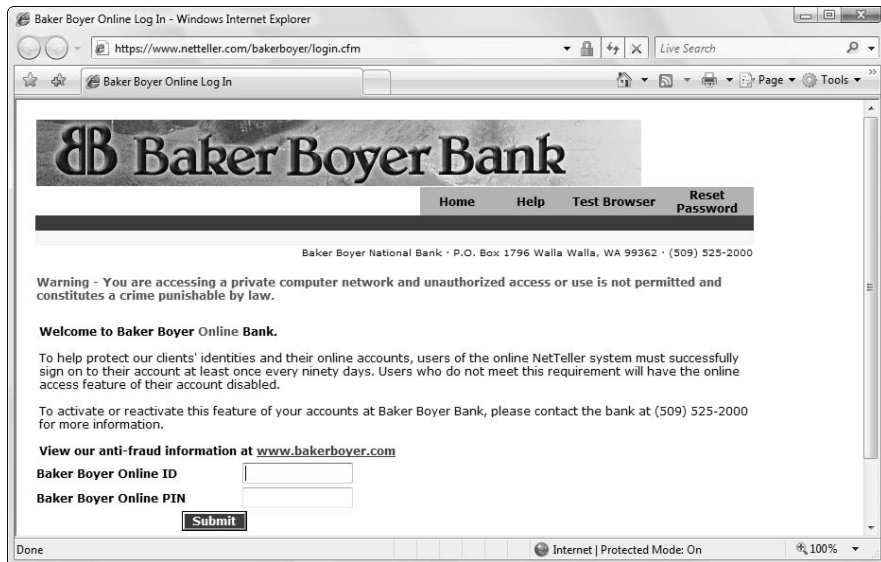 Baker Boyer Online Log In - Windows Internet Explorer
https://www.netteller.com/bakerboyer/login.cfm
Live Search
Baker Boyer Online Log In
Page
Tools
BB Baker Boyer Bank
Home Help Test Browser Reset Password
Baker Boyer National Bank · P.O. Box 1796 Walla Walla, WA 99362 · (509) 525-2000
Warning - You are accessing a private computer network and unauthorized access or use is not permitted and
constitutes a crime punishable by law.
Welcome to Baker Boyer Online Bank.
To help protect our clients' identities and their online accounts, users of the online NetTeller system must successfully
sign on to their account at least once every ninety days. Users who do not meet this requirement will have the online
access feature of their account disabled.
To activate or reactivate this feature of your accounts at Baker Boyer Bank, please contact the bank at (509) 525-2000
for more information.
View our anti-fraud information at www.bakerboyer.com
Baker Boyer Online ID
Baker Boyer Online PIN
Submit
Done
Internet | Protected Mode: On
100%